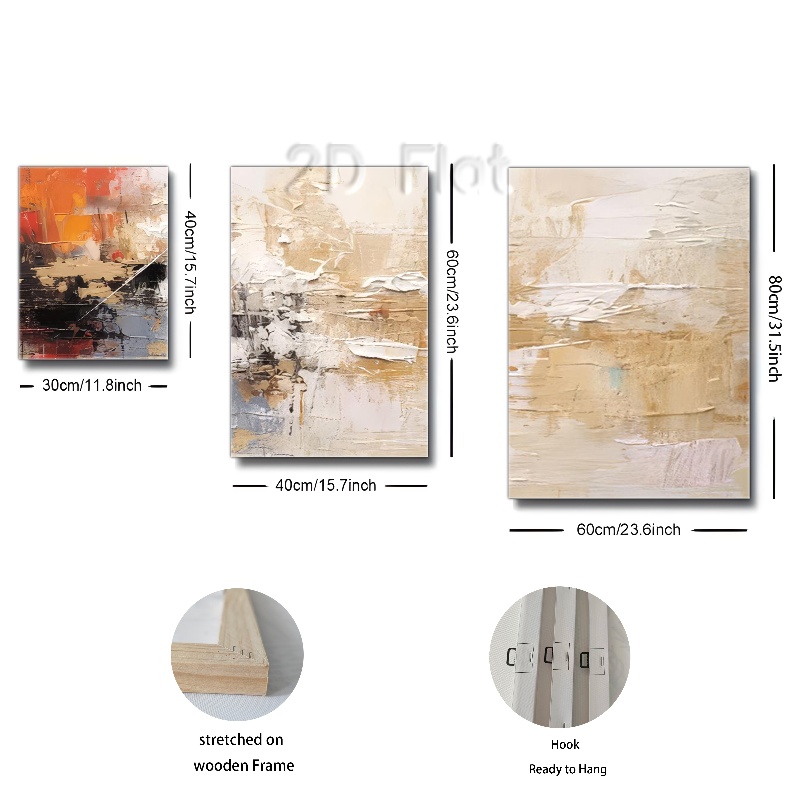 2D Flat
40cm/15.7inch
30cm/11.8inch
60cm/23.6inch
40cm/15.7inch
80cm/31.5inch
60cm/23.6inch
stretched on
wooden Frame
Hook
Ready to Hang